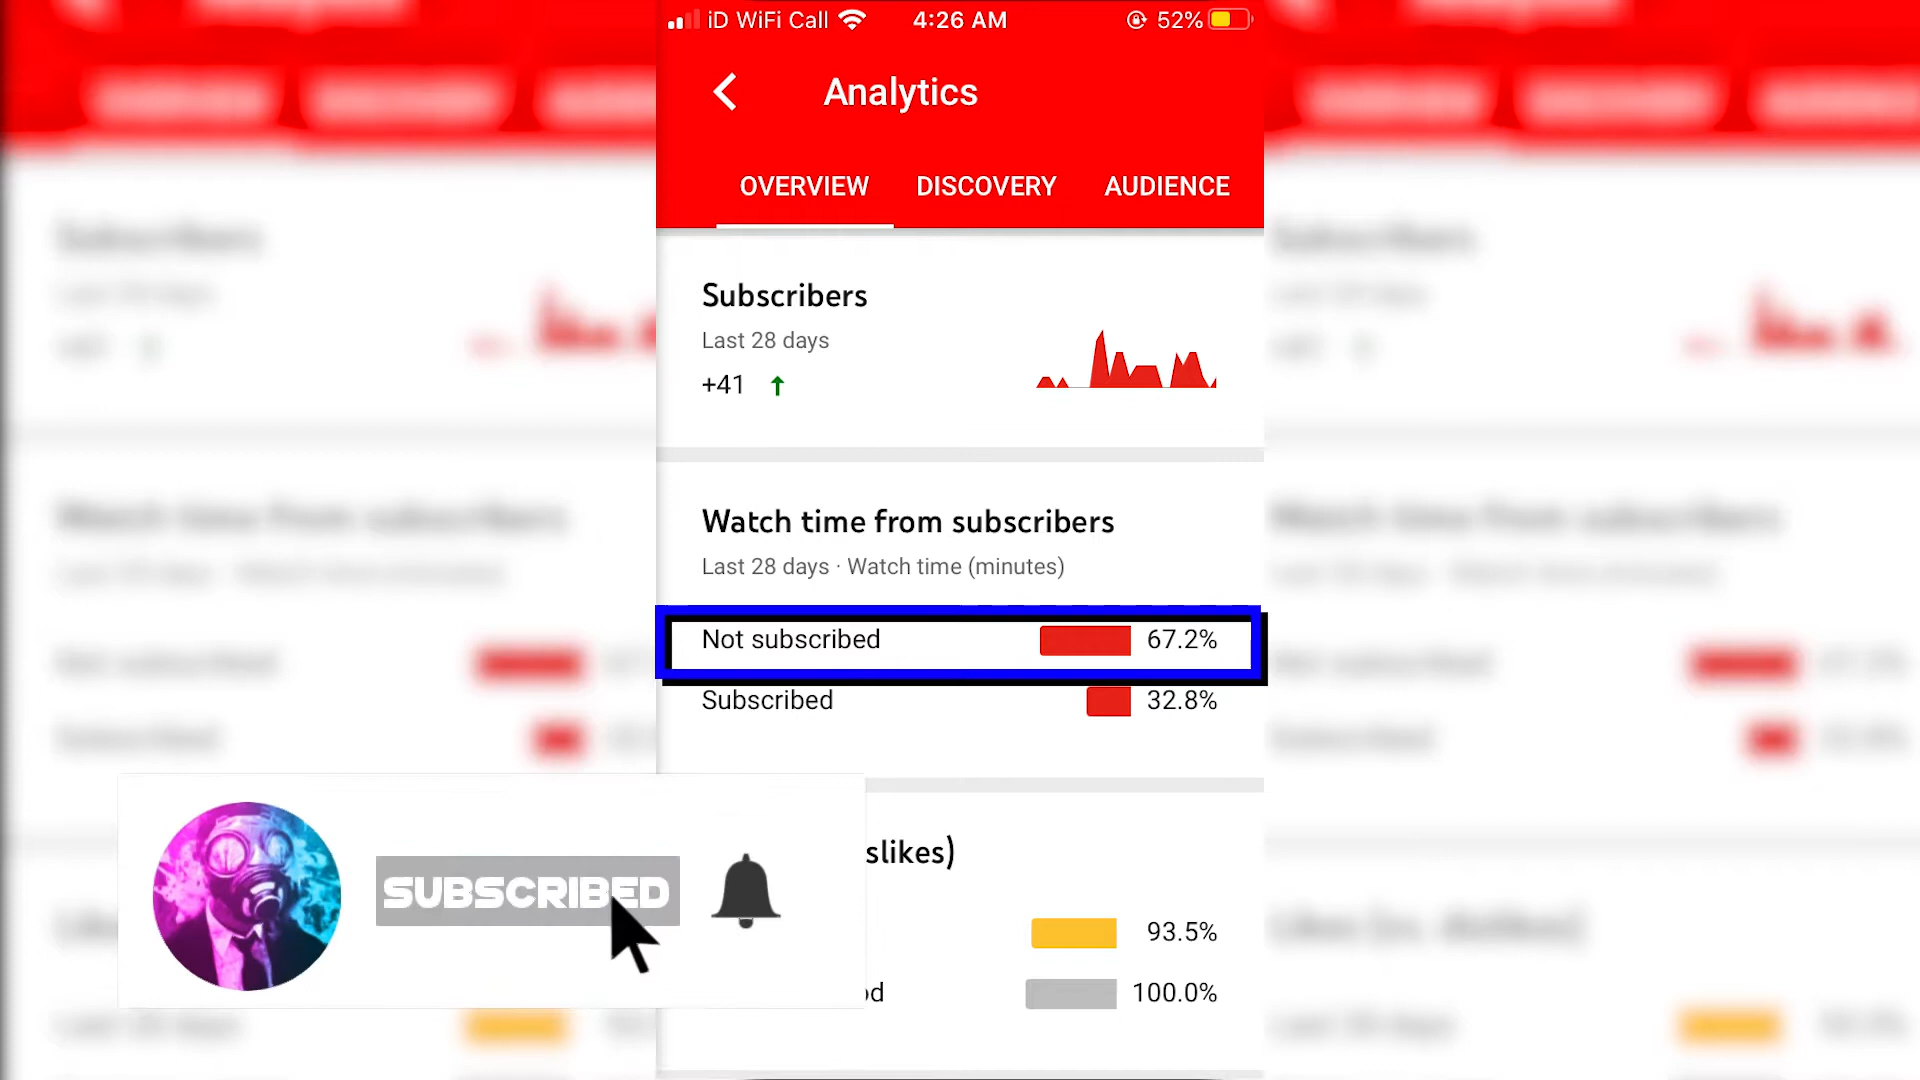 iD WiFi Call 4:26 AM 52%
Analytics
OVERVIEW DISCOVERY AUDIENCE
Subscribers
Last 28 days
+41
Watch time from subscribers
Last 28 days · Watch time (minutes)
Not subscribed 67.2%
Subscribed 32.8%
slikes)
93.5%
od 100.0%
SUBSCRIBED